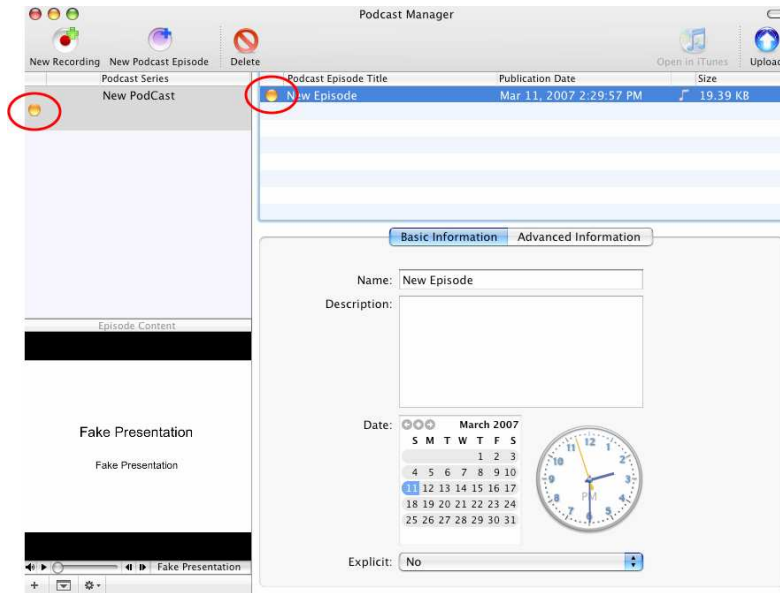 Podcast Manager
New Recording New Podcast Episode Delete Open in iTunes Upload
Podcast Series
New PodCast
Podcast Episode Title Publication Date Size
New Episode Mar 11, 2007 2:29:57 PM 19.39 KB
Basic Information Advanced Information
Name: New Episode
Description:
Date: March 2007
S M T W T F S
1 2 3
4 5 6 7 8 9 10
11 12 13 14 15 16 17
18 19 20 21 22 23 24
25 26 27 28 29 30 31
12 1 2 3 4 5 6 7 8 9 10 11
PM
Explicit: No
Episode Content
Fake Presentation
Fake Presentation
Fake Presentation